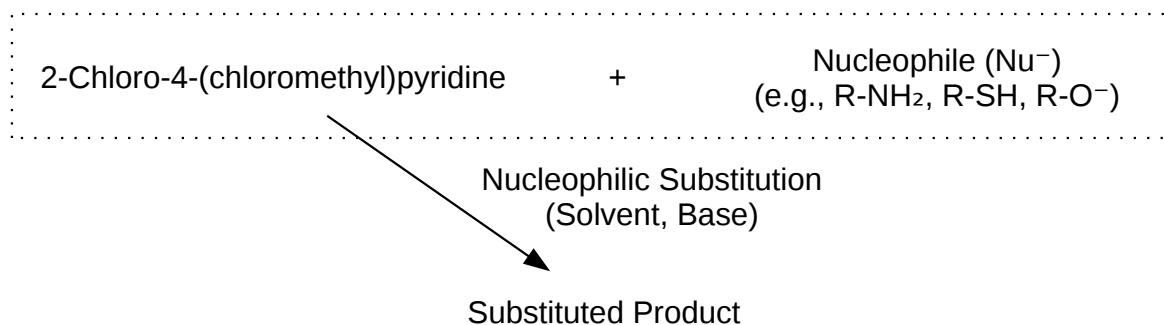 2-Chloro-4-(chloromethyl)pyridine + Nucleophile (Nu⁻)
(e.g., R-NH₂, R-SH, R-O⁻)
Nucleophilic Substitution
(Solvent, Base)
Substituted Product